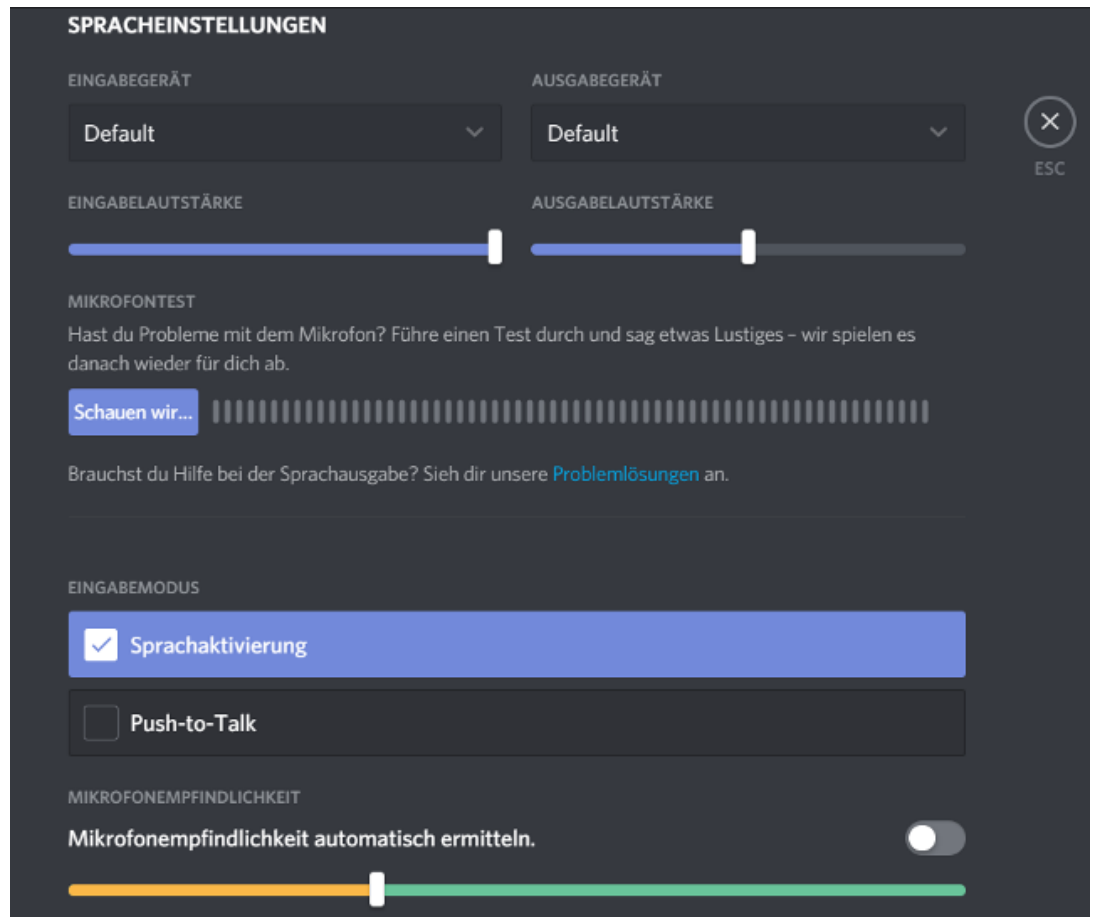 SPRACHEINSTELLUNGEN
EINGABEGERÄT
AUSGABEGERÄT
Default
Default
ESC
EINGABELAUTSTÄRKE
AUSGABELAUTSTÄRKE
MIKROFONTEST
Hast du Probleme mit dem Mikrofon? Führe einen Test durch und sag etwas Lustiges – wir spielen es
danach wieder für dich ab.
Schauen wir...
Brauchst du Hilfe bei der Sprachausgabe? Sieh dir unsere Problemlösungen an.
EINGABEMODUS
Sprachaktivierung
Push-to-Talk
MIKROFONEMPFINDLICHKEIT
Mikrofonempfindlichkeit automatisch ermitteln.